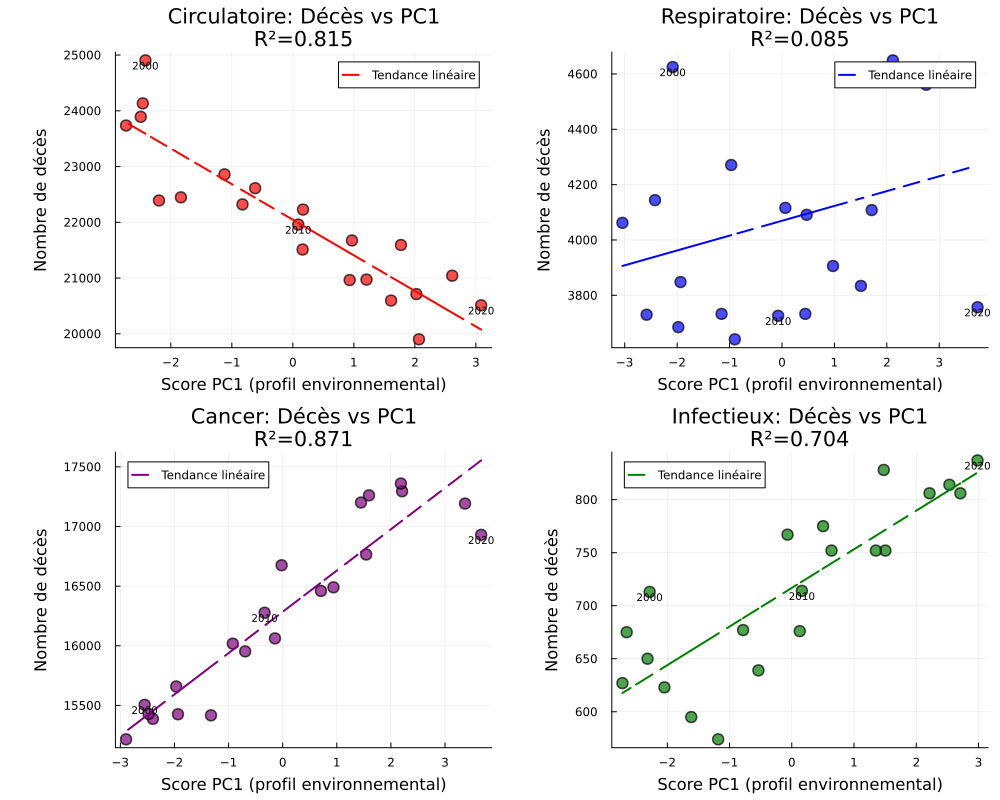 Circulatoire: Décès vs PC1
R²=0.815
25000
24000
23000
22000
21000
20000
Nombre de décès
2000
2010
2020
Tendance linéaire
−2
−1
0
1
2
3
Score PC1 (profil environnemental)
Respiratoire: Décès vs PC1
R²=0.085
4600
4400
4200
4000
3800
Nombre de décès
2000
2010
2020
Tendance linéaire
−3
−2
−1
0
1
2
3
Score PC1 (profil environnemental)
Cancer: Décès vs PC1
R²=0.871
17500
17000
16500
16000
15500
Nombre de décès
Tendance linéaire
2000
2010
2020
−3
−2
−1
0
1
2
3
Score PC1 (profil environnemental)
Infectieux: Décès vs PC1
R²=0.704
800
750
700
650
600
Nombre de décès
Tendance linéaire
2000
2010
2020
−2
−1
0
1
2
3
Score PC1 (profil environnemental)